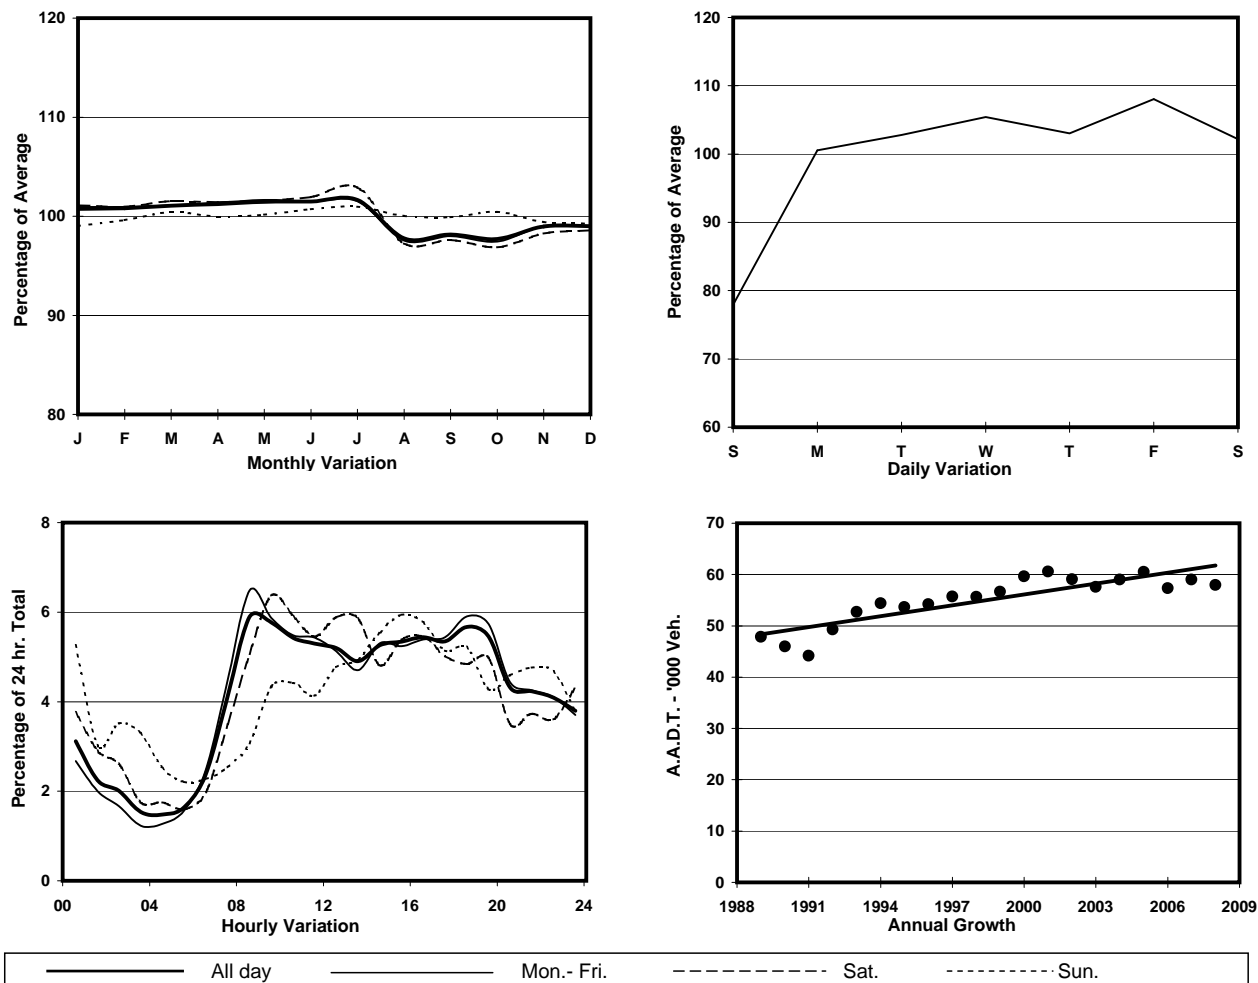 120
110
100
90
80
Percentage of Average
J F M A M J J A S O N D
Monthly Variation
120
110
100
90
80
70
60
Percentage of Average
S M T W T F S
Daily Variation
8
6
4
2
0
Percentage of 24 hr. Total
00 04 08 12 16 20 24
Hourly Variation
70
60
50
40
30
20
10
0
A.A.D.T. - '000 Veh.
1988 1991 1994 1997 2000 2003 2006 2009
Annual Growth
All day Mon.- Fri. Sat. Sun.